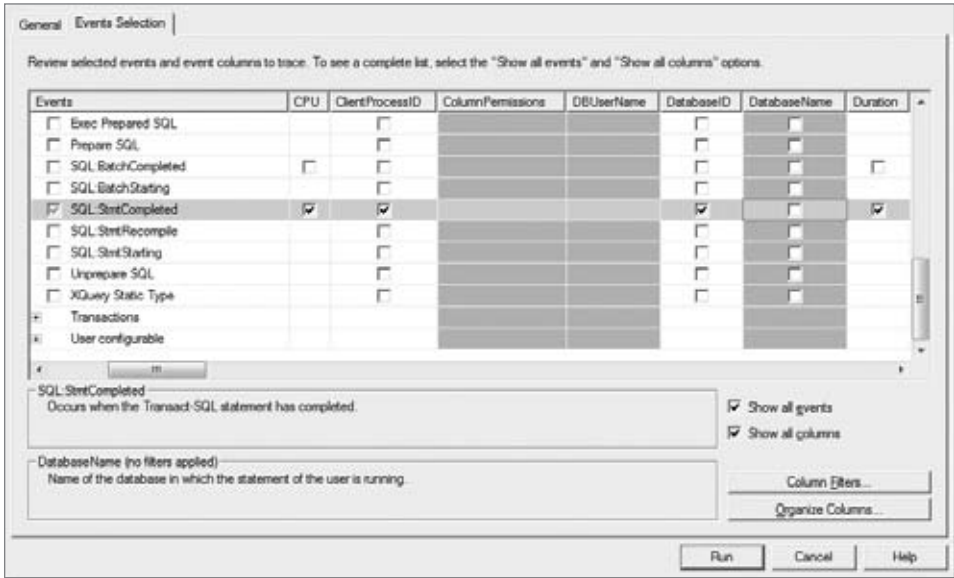 General Events Selection
Review selected events and event columns to trace. To see a complete list, select the "Show all events" and "Show all columns" options.
Events CPU ClientProcessID ColumnPermissions DBUserName DatabaseID DatabaseName Duration
Exec Prepared SQL
Prepare SQL
SQL:BatchCompleted
SQL:BatchStarting
SQL:StmtCompleted
SQL:StmtRecompile
SQL:StmtStarting
Unprepare SQL
XQuery Static Type
Transactions
User configurable
SQL:StmtCompleted
Occurs when the Transact-SQL statement has completed.
Show all events
Show all columns
DatabaseName (no filters applied)
Name of the database in which the statement of the user is running.
Column Filters...
Organize Columns...
Run Cancel Help